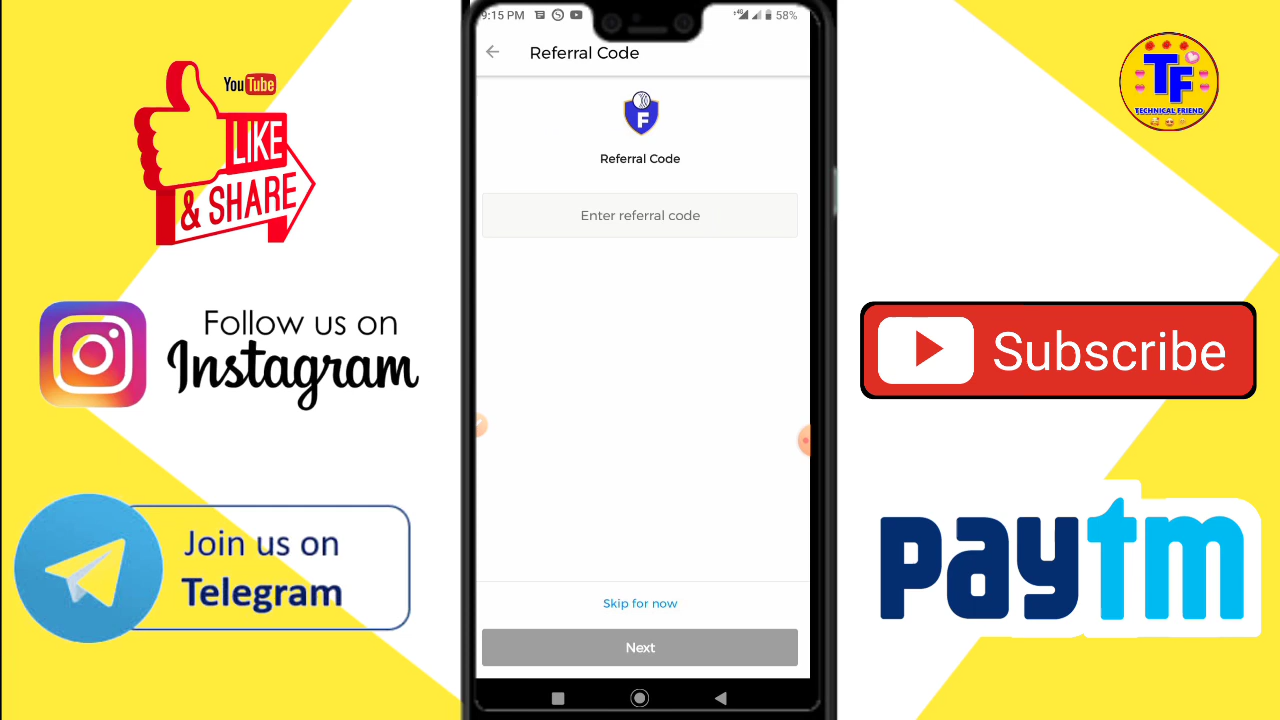 YouTube
LIKE
& SHARE
Follow us on
Instagram
Join us on
Telegram
9:15 PM
4G
58%
Referral Code
F
Referral Code
Enter referral code
Skip for now
Next
TF
TECHNICAL FRIEND
Subscribe
paytm